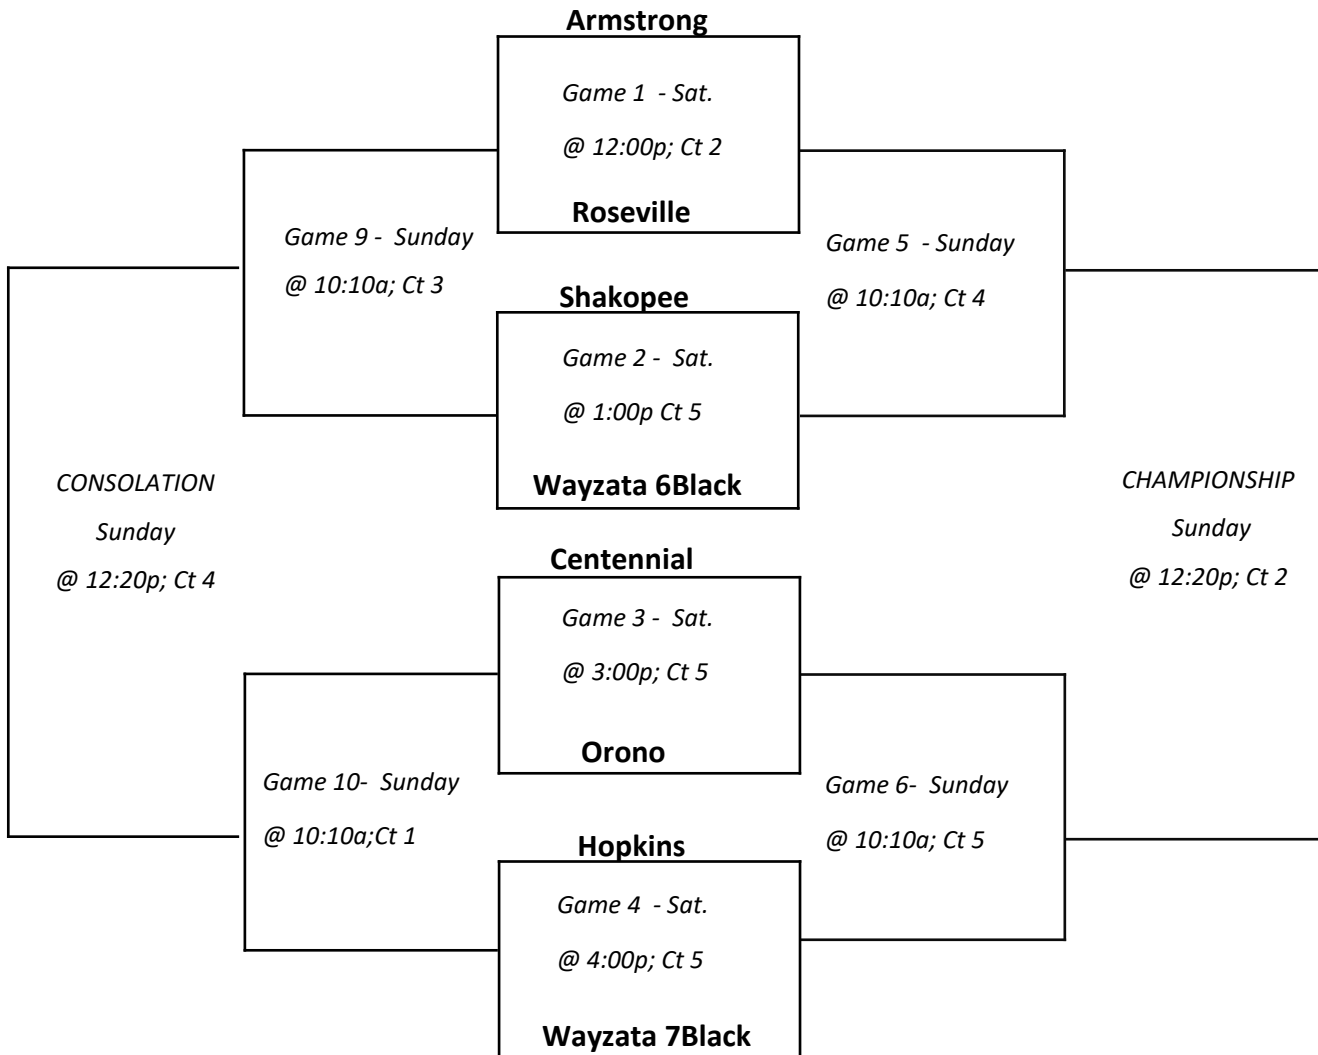 Armstrong
Game 1  - Sat.
@ 12:00p; Ct 2
Roseville
Game 9 -  Sunday
@ 10:10a; Ct 3
Game 5  - Sunday
@ 10:10a; Ct 4
Shakopee
Game 2 -  Sat.
@ 1:00p Ct 5
Wayzata 6Black
CONSOLATION
Sunday
@ 12:20p; Ct 4
CHAMPIONSHIP
Sunday
@ 12:20p; Ct 2
Centennial
Game 3 -  Sat.
@ 3:00p; Ct 5
Orono
Game 10-  Sunday
@ 10:10a;Ct 1
Game 6-  Sunday
@ 10:10a; Ct 5
Hopkins
Game 4  - Sat.
@ 4:00p; Ct 5
Wayzata 7Black